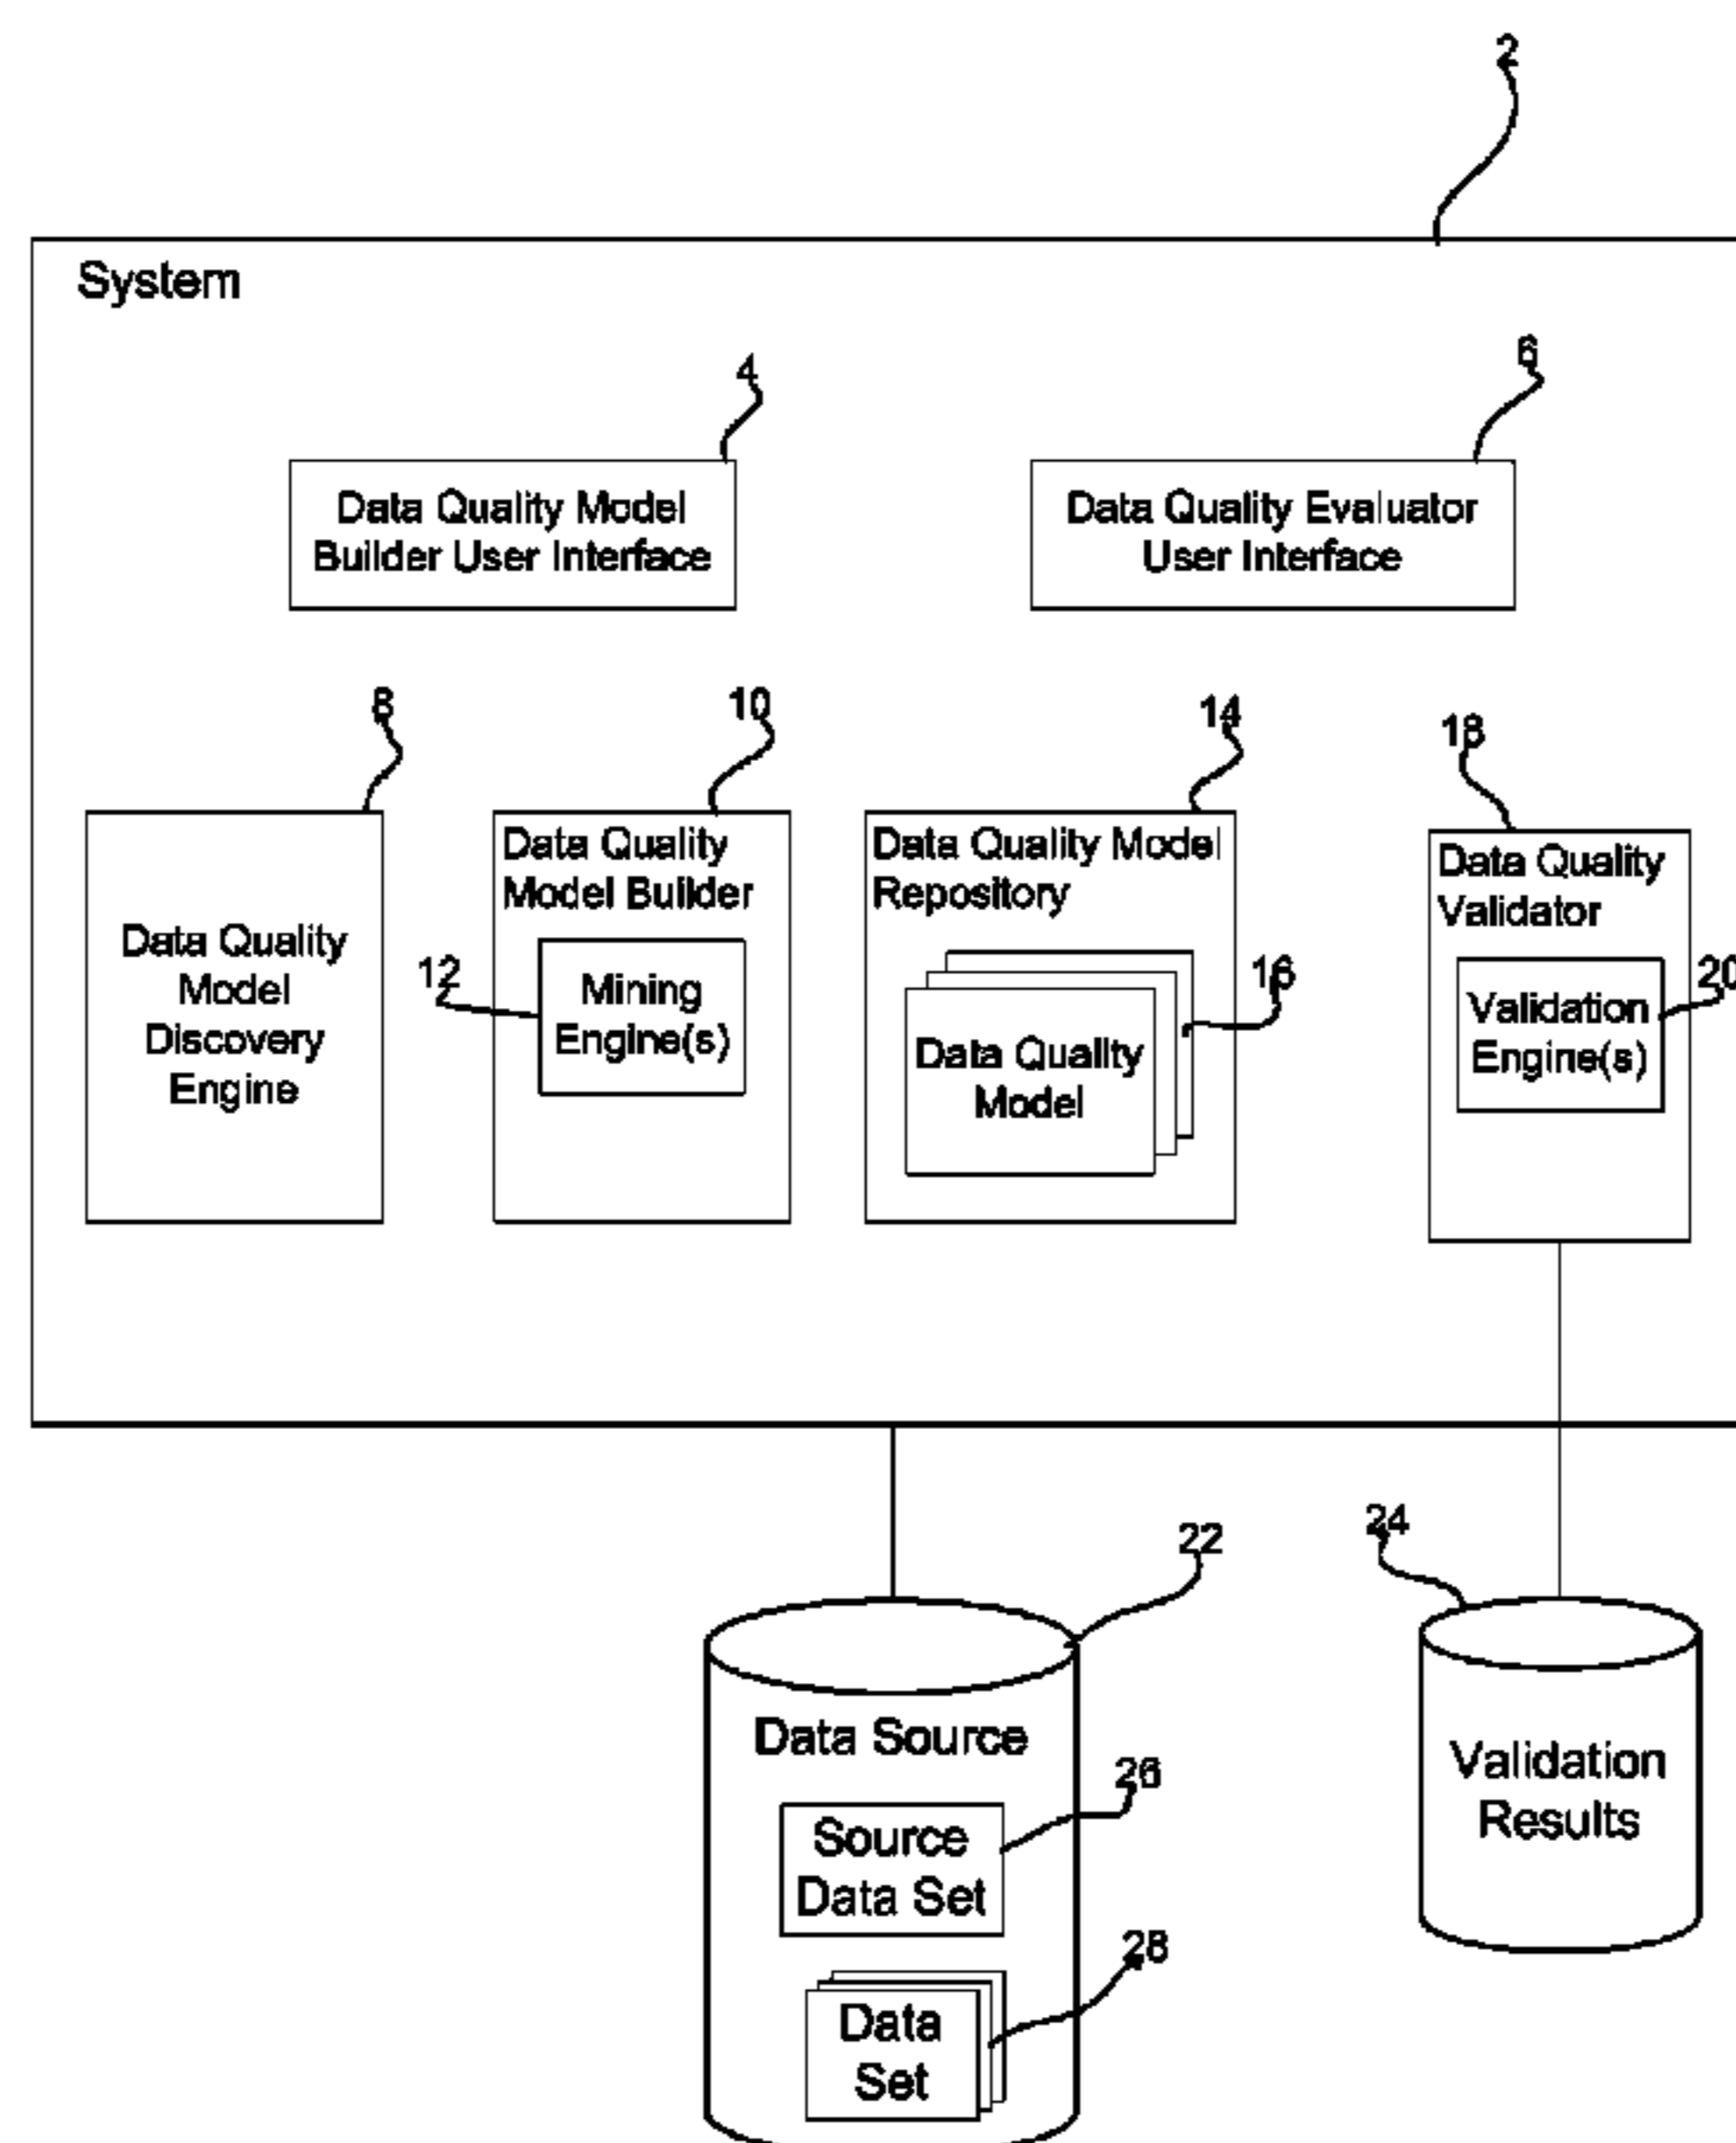 2
System
4
6
Data Quality Model
Builder User Interface
Data Quality Evaluator
User Interface
8
10
14
18
Data Quality
Model
Discovery
Engine
Data Quality
Model Builder
12
Mining
Engine(s)
Data Quality Model
Repository
16
Data Quality
Model
Data Quality
Validator
20
Validation
Engine(s)
22
24
Data Source
26
Source
Data Set
28
Data
Set
Validation
Results